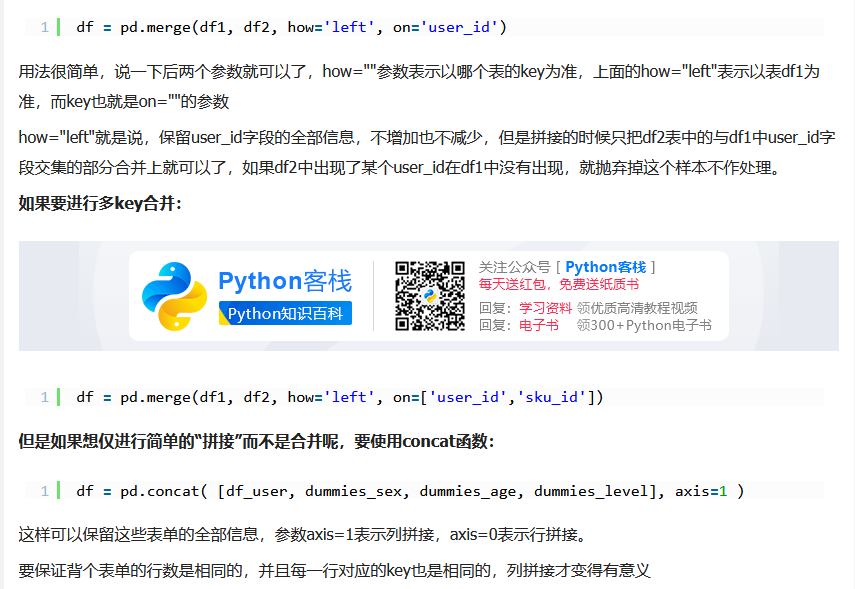 1 df = pd.merge(df1, df2, how='left', on='user_id')
用法很简单，说一下后两个参数就可以了，how=""参数表示以哪个表的key为准，上面的how="left"表示以表df1为
准，而key也就是on=""的参数
how="left"就是说，保留user_id字段的全部信息，不增加也不减少，但是拼接的时候只把df2表中的与df1中user_id字
段交集的部分合并上就可以了，如果df2中出现了某个user_id在df1中没有出现，就抛弃掉这个样本不作处理。
如果要进行多key合并：
Python客栈
Python知识百科
关注公众号 [ Python客栈 ]
每天送红包，免费送纸质书
回复：学习资料 领优质高清教程视频
回复：电子书 领300+Python电子书
1 df = pd.merge(df1, df2, how='left', on=['user_id','sku_id'])
但是如果想仅进行简单的“拼接”而不是合并呢，要使用concat函数：
1 df = pd.concat( [df_user, dummies_sex, dummies_age, dummies_level], axis=1 )
这样可以保留这些表单的全部信息，参数axis=1表示列拼接，axis=0表示行拼接。
要保证背个表单的行数是相同的，并且每一行对应的key也是相同的，列拼接才变得有意义